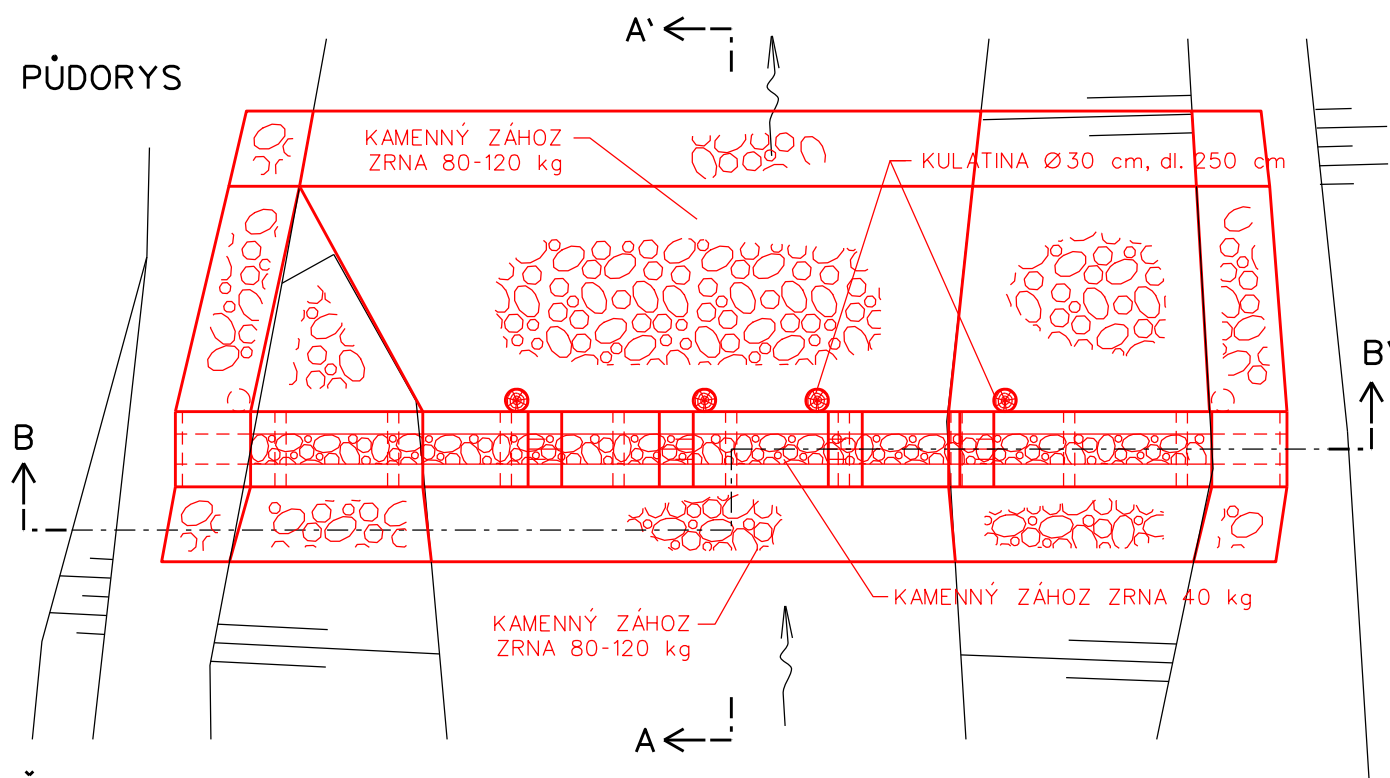 A'
PŮDORYS
KAMENNÝ ZÁHOZ
ZRNA 80-120 kg
KULATINA Ø30 cm, dl. 250 cm
B'
B
KAMENNÝ ZÁHOZ ZRNA 40 kg
KAMENNÝ ZÁHOZ
ZRNA 80-120 kg
A